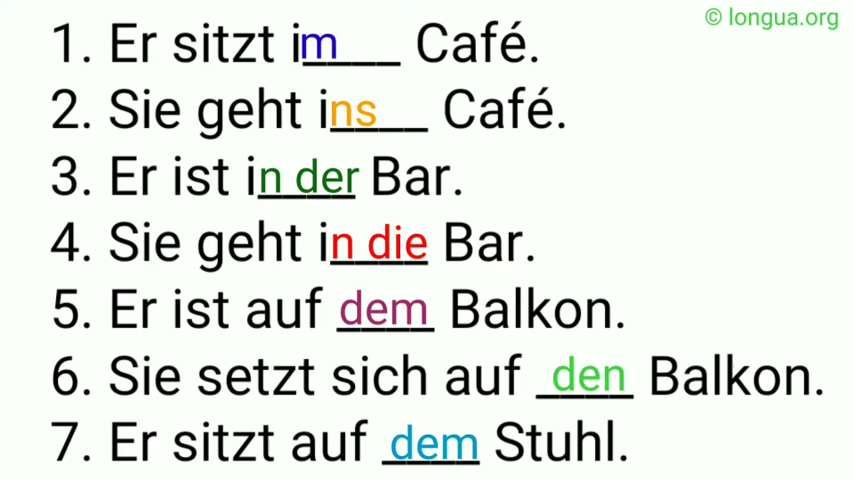 © longua.org
1. Er sitzt im____ Café.
2. Sie geht ins____ Café.
3. Er ist in der Bar.
4. Sie geht in die Bar.
5. Er ist auf dem Balkon.
6. Sie setzt sich auf den Balkon.
7. Er sitzt auf dem Stuhl.